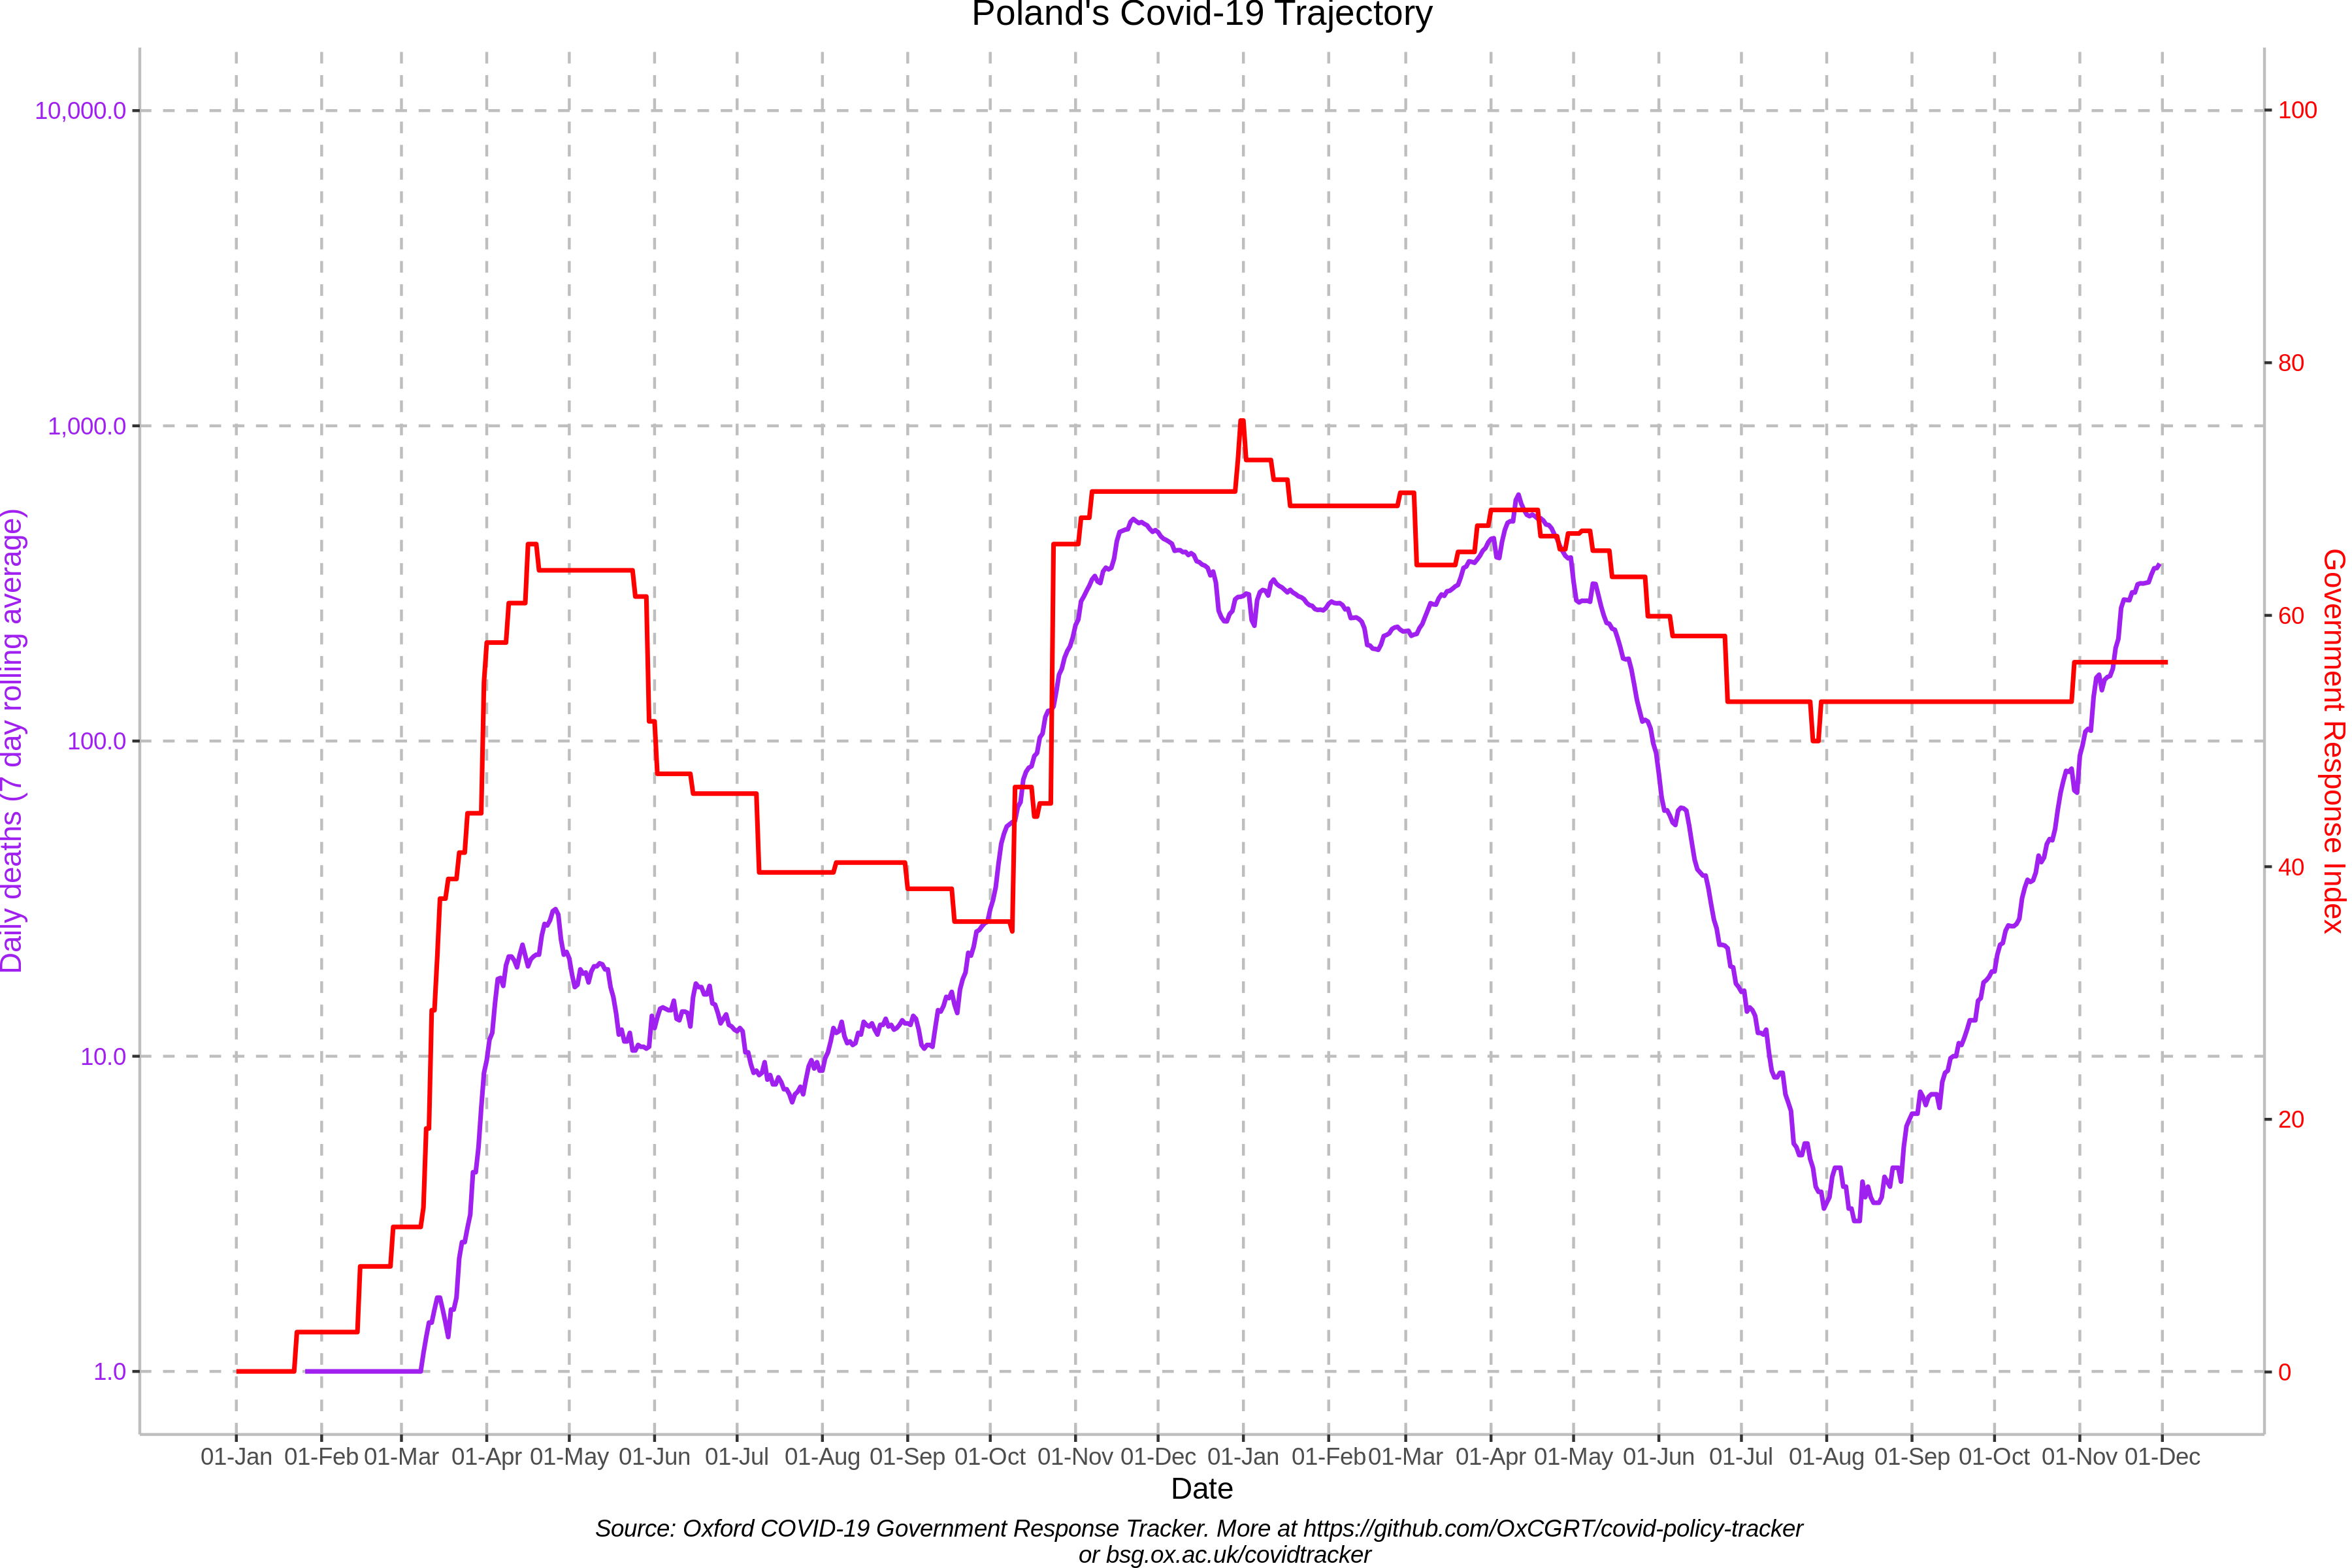 Poland's Covid-19 Trajectory
Daily deaths (7 day rolling average)
10,000.0
1,000.0
100.0
10.0
1.0
100
80
60
40
20
0
Government Response Index
01-Jan 01-Feb 01-Mar 01-Apr 01-May 01-Jun 01-Jul 01-Aug 01-Sep 01-Oct 01-Nov 01-Dec 01-Jan 01-Feb 01-Mar 01-Apr 01-May 01-Jun 01-Jul 01-Aug 01-Sep 01-Oct 01-Nov 01-Dec
Date
Source: Oxford COVID-19 Government Response Tracker. More at https://github.com/OxCGRT/covid-policy-tracker
or bsg.ox.ac.uk/covidtracker